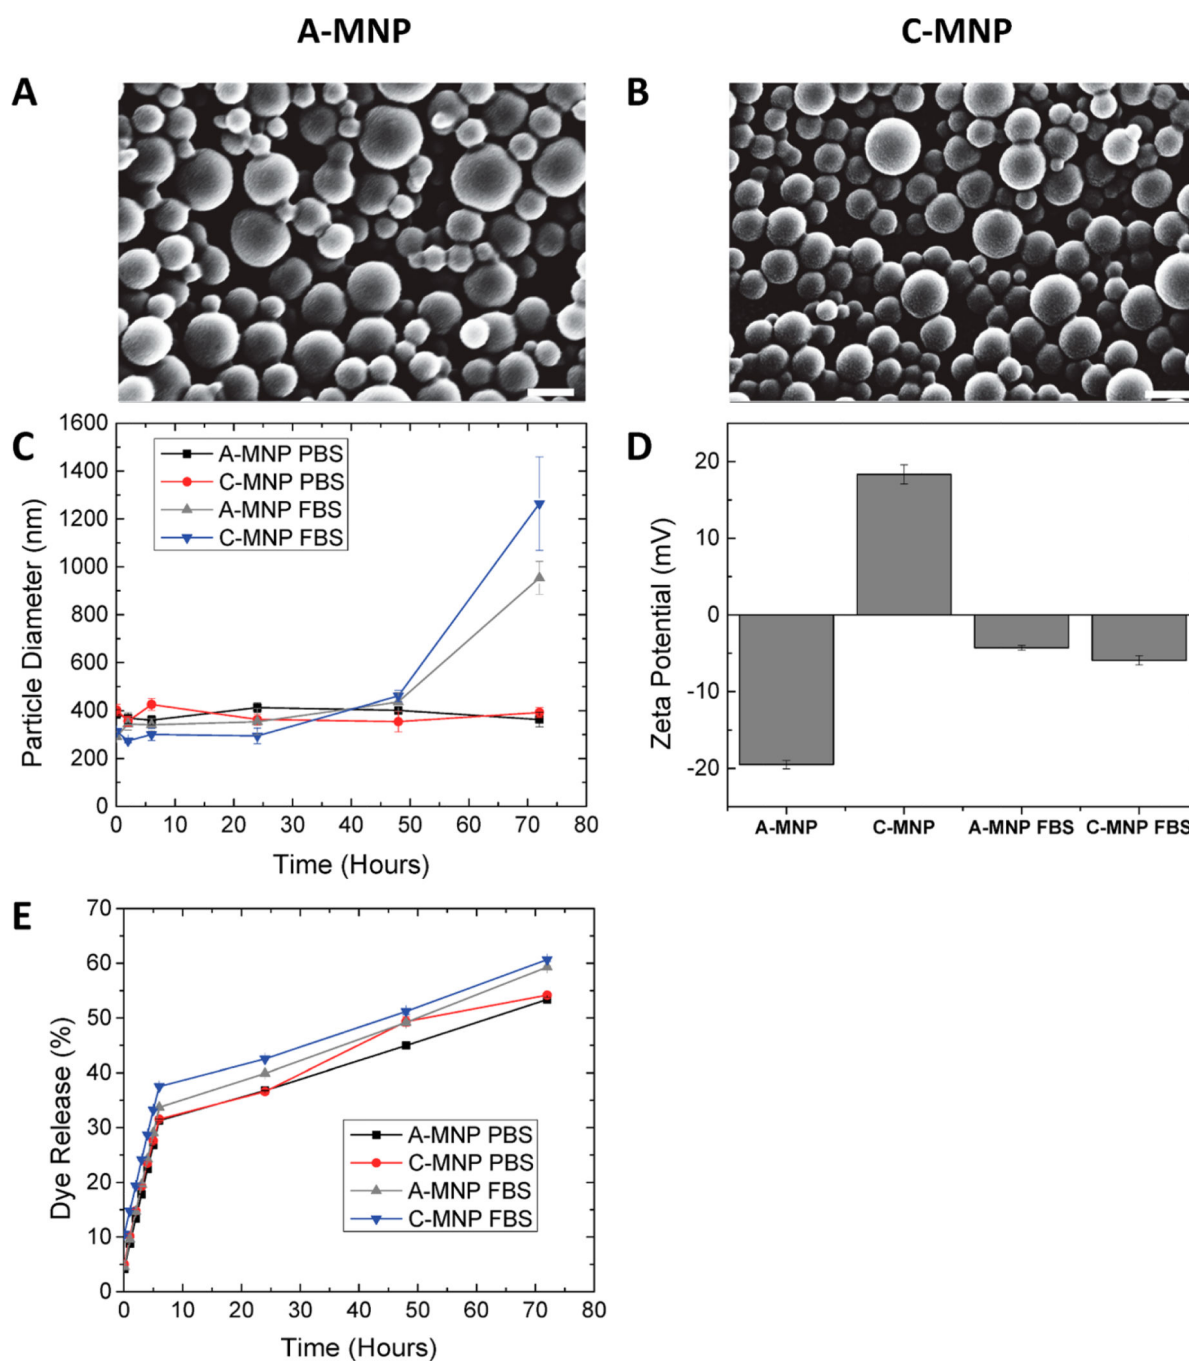 A-MNP
C-MNP
A
B
C
1600
1400
1200
1000
800
600
400
200
0
Particle Diameter (nm)
A-MNP PBS
C-MNP PBS
A-MNP FBS
C-MNP FBS
0 10 20 30 40 50 60 70 80
Time (Hours)
D
20
10
0
-10
-20
Zeta Potential (mV)
A-MNP C-MNP A-MNP FBS C-MNP FBS
E
70
60
50
40
30
20
10
0
Dye Release (%)
A-MNP PBS
C-MNP PBS
A-MNP FBS
C-MNP FBS
0 10 20 30 40 50 60 70 80
Time (Hours)